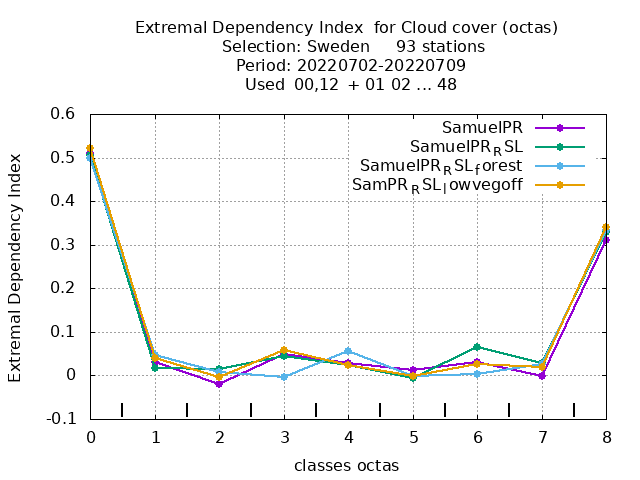 Extremal Dependency Index  for Cloud cover (octas)
Selection: Sweden     93 stations
Period: 20220702-20220709
Used  00,12  + 01 02 ... 48
SamuelPR
SamuelPR_RSL
SamuelPR_RSL_forest
SamPR_RSL_lowvegoff
Extremal Dependency Index
0.6
0.5
0.4
0.3
0.2
0.1
0
-0.1
0 1 2 3 4 5 6 7 8
classes octas